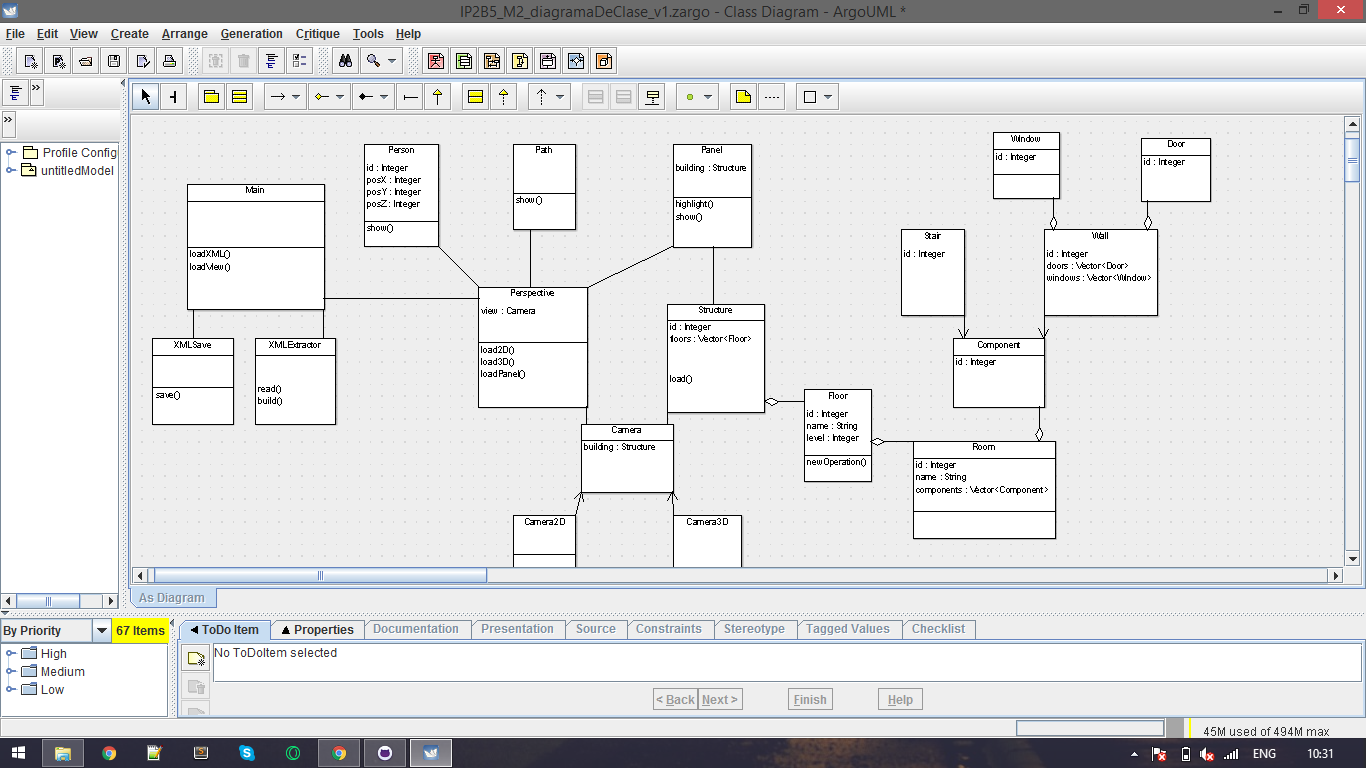 IP2B5_M2_diagramaDeClase_v1.zargo - Class Diagram - ArgoUML *
File Edit View Create Arrange Generation Critique Tools Help
Profile Config
untitledModel
Main
loadXML()
loadView()
Person
id : Integer
posX : Integer
posY : Integer
posZ : Integer
show()
Path
show()
Panel
building : Structure
highlight()
show()
Window
id : Integer
Door
id : Integer
Stair
id : Integer
Wall
id : Integer
doors : Vector<Door>
windows : Vector<Window>
Perspective
view : Camera
load2D()
load3D()
loadPanel()
Structure
id : Integer
floors : Vector<Floor>
load()
XMLSave
save()
XMLExtractor
read()
build()
Component
id : Integer
Floor
id : Integer
name : String
level : Integer
newOperation()
Camera
building : Structure
Room
id : Integer
name : String
components : Vector<Component>
Camera2D
Camera3D
As Diagram
By Priority
67 Items
High
Medium
Low
ToDo Item Properties Documentation Presentation Source Constraints Stereotype Tagged Values Checklist
No ToDoItem selected
< Back Next > Finish Help
45M used of 494M max
ENG 10:31